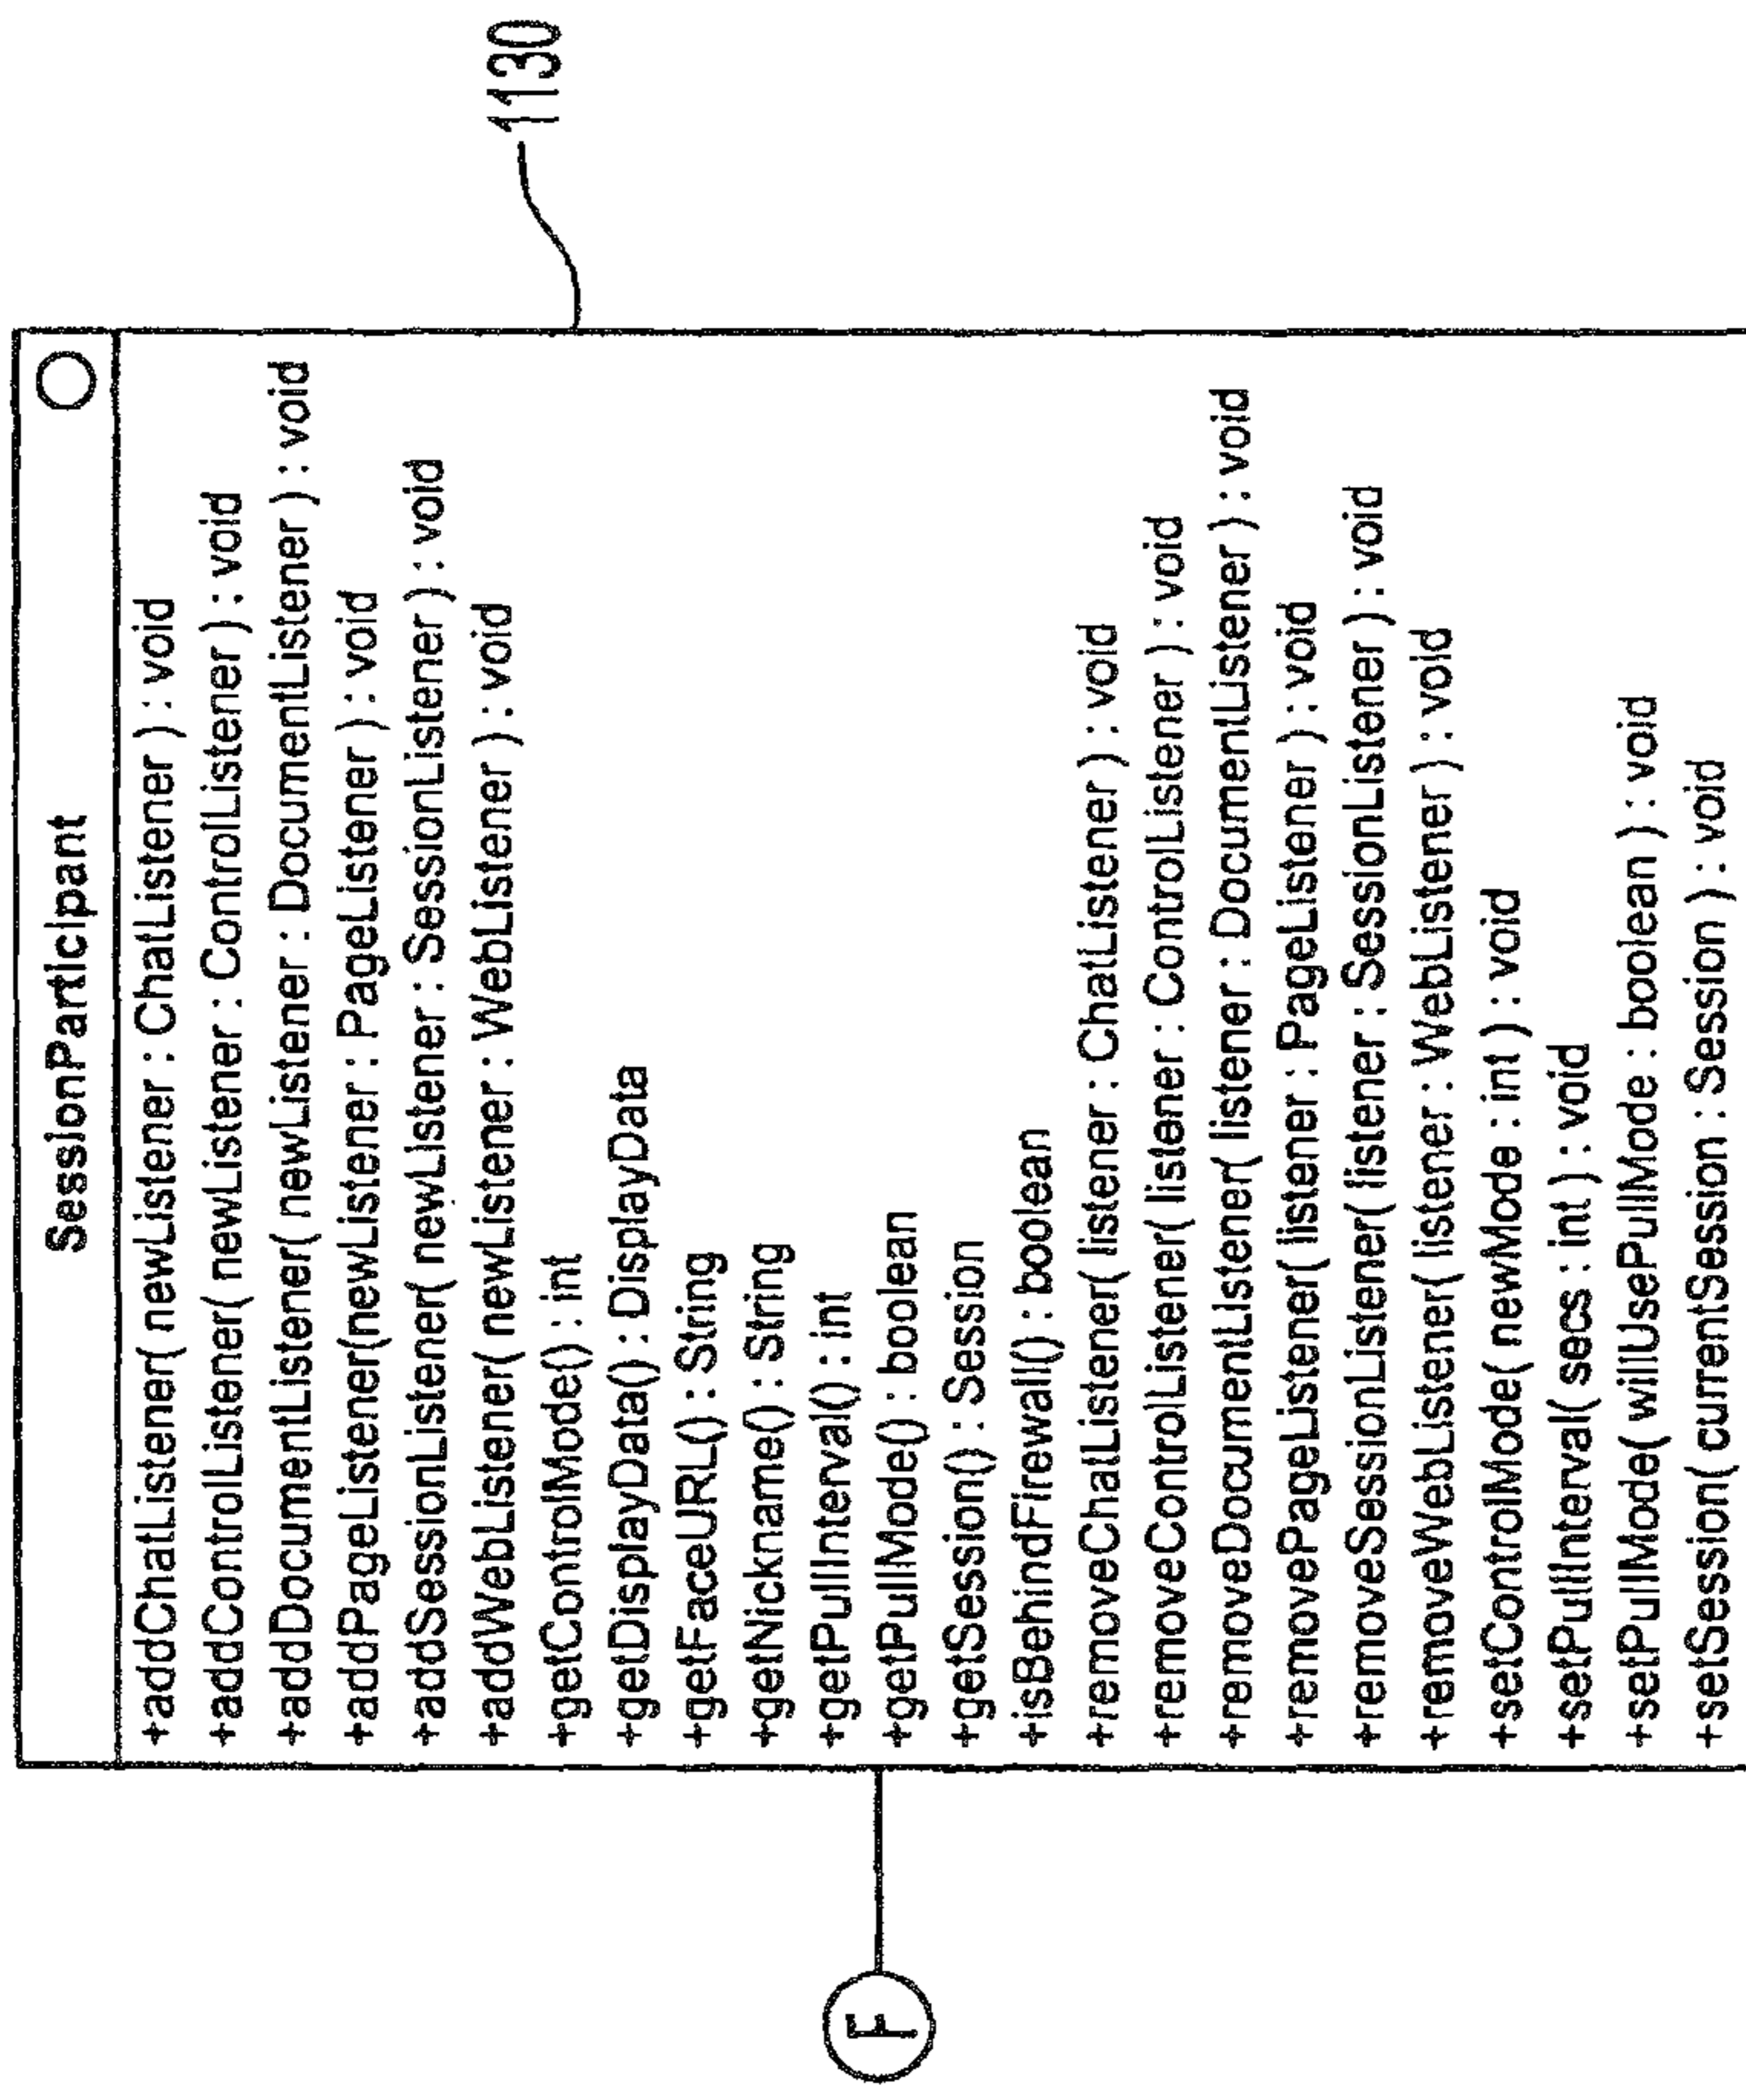 SessionParticipant
+addChatListener( newListener : ChatListener ) : void
+addControlListener( newListener : ControlListener ) : void
+addDocumentListener( newListener : DocumentListener ) : void
+addPageListener(newListener : PageListener ) : void
+addSessionListener( newListener : SessionListener ) : void
+addWebListener( newListener : WebListener ) : void
+getControlMode() : int
+getDisplayData() : DisplayData
+getFaceURL() : String
+getNickname() : String
+getPullInterval() : int
+getPullMode() : boolean
+getSession() : Session
+isBehindFirewall() : boolean
+removeChatListener( listener : ChatListener ) : void
+removeControlListener( listener : ControlListener ) : void
+removeDocumentListener( listener : DocumentListener ) : void
+removePageListener( listener : PageListener ) : void
+removeSessionListener( listener : SessionListener ) : void
+removeWebListener( listener : WebListener ) : void
+setControlMode( newMode : int ) : void
+setPullInterval( secs : int ) : void
+setPullMode( willUsePullMode : boolean ) : void
+setSession( currentSession : Session ) : void
F
1130